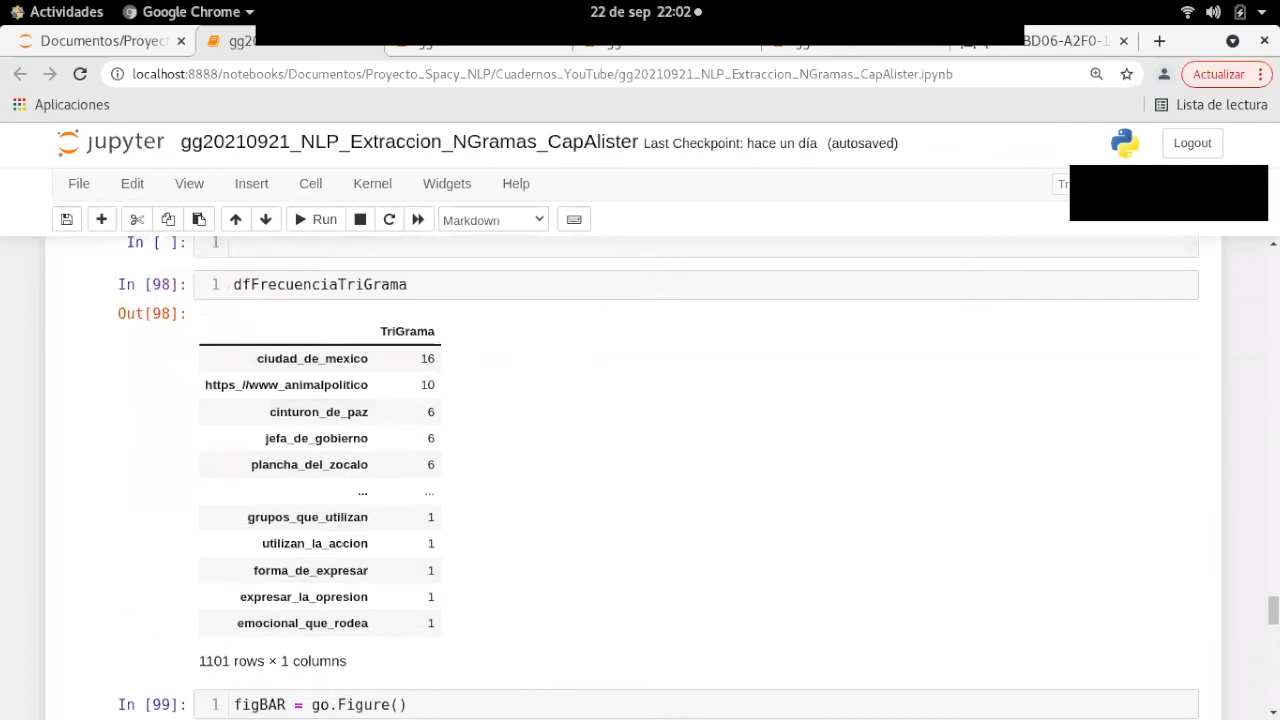 Actividades Google Chrome 22 de sep 22:02
Documentos/Proyect gg20 BD06-A2F0-1
localhost:8888/notebooks/Documentos/Proyecto_Spacy_NLP/Cuadernos_YouTube/gg20210921_NLP_Extraccion_NGramas_CapAlister.ipynb Actualizar
Aplicaciones Lista de lectura
jupyter gg20210921_NLP_Extraccion_NGramas_CapAlister Last Checkpoint: hace un día (autosaved) Logout
File Edit View Insert Cell Kernel Widgets Help Tr
Run Markdown
In [ ]: 1
In [98]: 1 dfFrecuenciaTriGrama
Out[98]:
TriGrama
ciudad_de_mexico 16
https_//www_animalpolitico 10
cinturon_de_paz 6
jefa_de_gobierno 6
plancha_del_zocalo 6
... ...
grupos_que_utilizan 1
utilizan_la_accion 1
forma_de_expresar 1
expresar_la_opresion 1
emocional_que_rodea 1
1101 rows × 1 columns
In [99]: 1 figBAR = go.Figure()